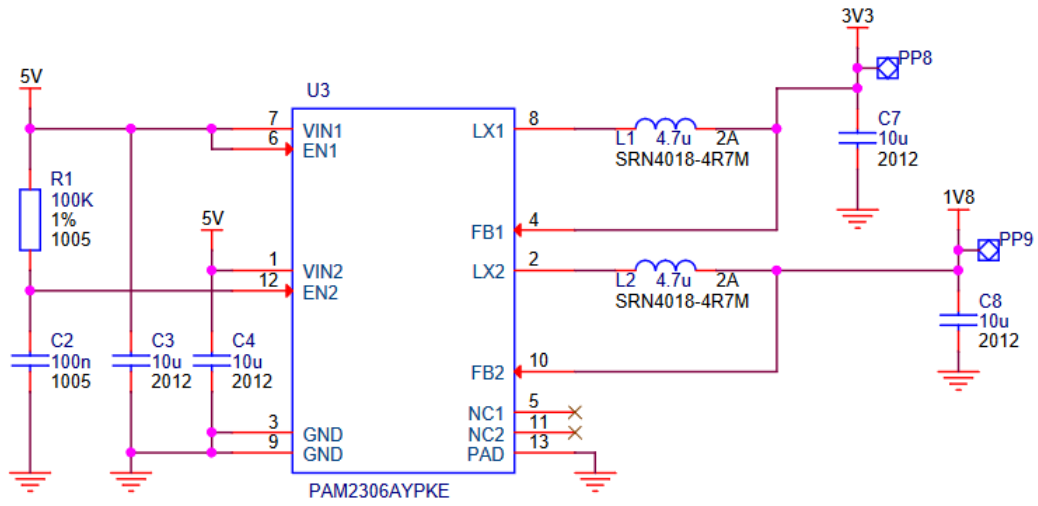 3V3
PP8
5V
U3
7 VIN1 LX1 8
6 EN1
L1 4.7u 2A
SRN4018-4R7M
C7
10u
2012
R1
100K
1%
1005
5V
1V8
4 FB1
PP9
1 VIN2 LX2 2
12 EN2
L2 4.7u 2A
SRN4018-4R7M
C8
10u
2012
C2
100n
1005
C3
10u
2012
C4
10u
2012
10 FB2
NC1 5
NC2 11
3 GND
9 GND
PAD 13
PAM2306AYPKE